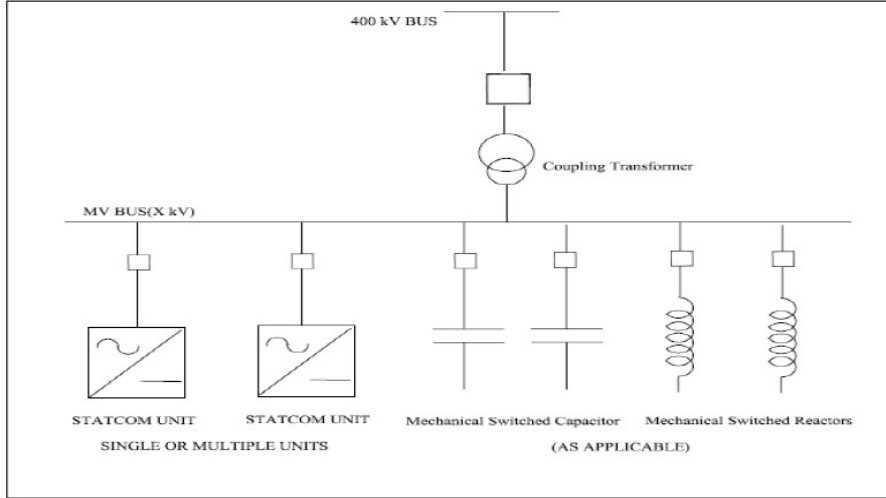 400 kV BUS
Coupling Transformer
MV BUS(X kV)
STATCOM UNIT
STATCOM UNIT
Mechanical Switched Capacitor
Mechanical Switched Reactors
SINGLE OR MULTIPLE UNITS
(AS APPLICABLE)